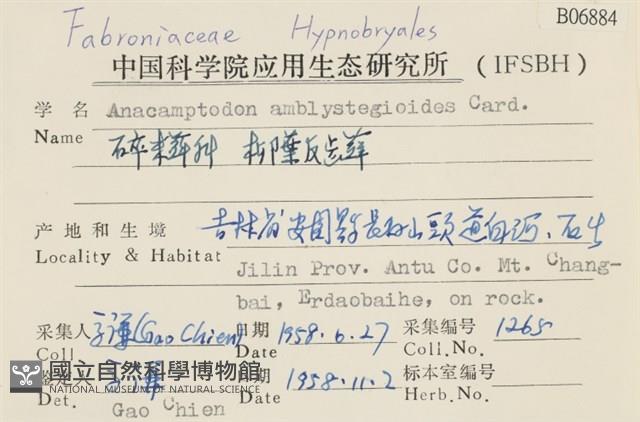 B06884
Fabroniaceae Hypnobryales
中国科学院应用生态研究所 (IFSBH)
学名 Anacamptodon amblystegioides Card.
Name 碎米藓科 柳葉反齿藓
产地和生境 吉林省安图县长白山頭道白河、石生
Locality & Habitat Jilin Prov. Antu Co. Mt. Chang-
bai, Erdaobaihe, on rock.
采集人 高谦(Gao Chien) 日期 1958.6.27 采集编号 1265
Coll. Date Coll.No.
鉴定人 高谦 日期 1958.11.2 标本室编号
國立自然科學博物館
NATIONAL MUSEUM OF NATURAL SCIENCE
Det. Gao Chien Date Herb.No.